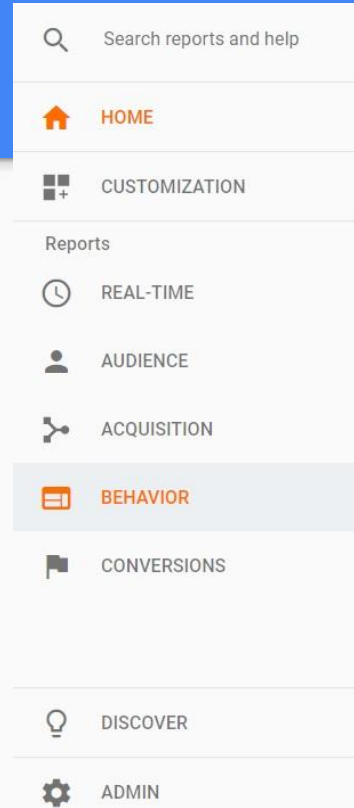 Search reports and help
HOME
CUSTOMIZATION
Reports
REAL-TIME
AUDIENCE
ACQUISITION
BEHAVIOR
CONVERSIONS
DISCOVER
ADMIN